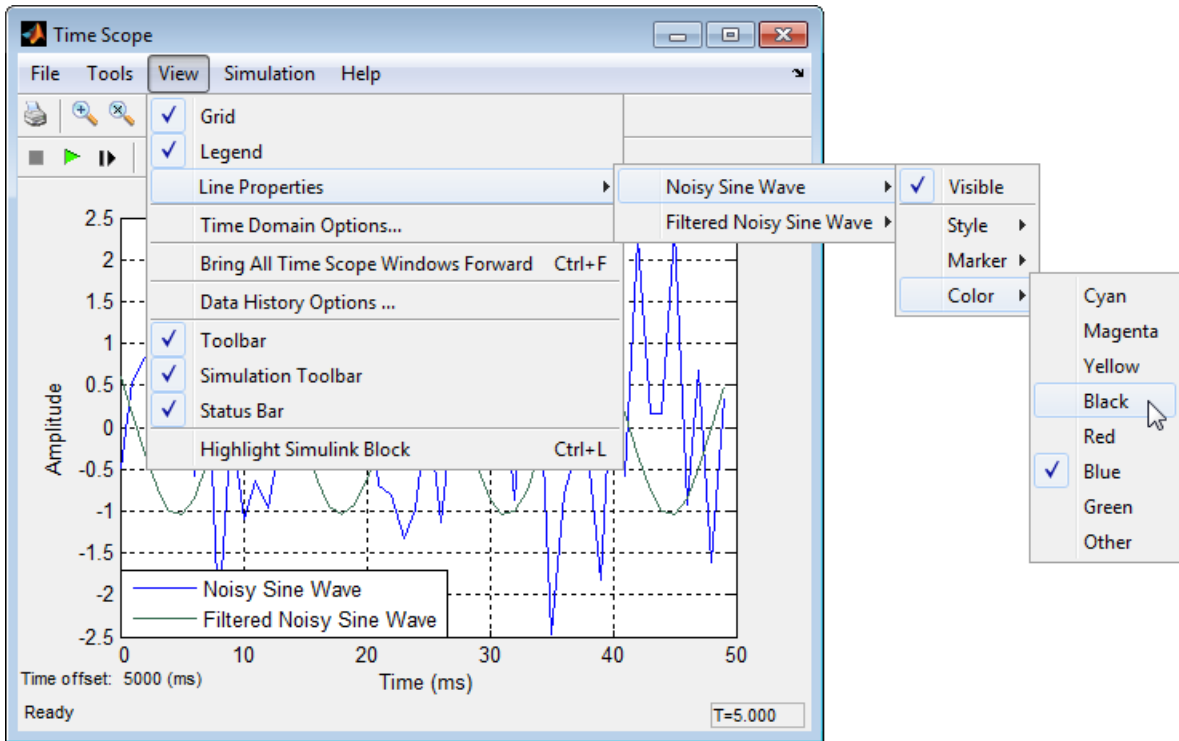 Time Scope
File Tools View Simulation Help
Grid
Legend
Line Properties
Time Domain Options...
Bring All Time Scope Windows Forward Ctrl+F
Data History Options ...
Toolbar
Simulation Toolbar
Status Bar
Highlight Simulink Block Ctrl+L
Noisy Sine Wave
Filtered Noisy Sine Wave
Visible
Style
Marker
Color
Cyan
Magenta
Yellow
Black
Red
Blue
Green
Other
2.5
2
1.5
1
0.5
0
-0.5
-1
-1.5
-2
-2.5
Amplitude
Noisy Sine Wave
Filtered Noisy Sine Wave
0 10 20 30 40 50
Time offset: 5000 (ms)
Time (ms)
Ready
T=5.000